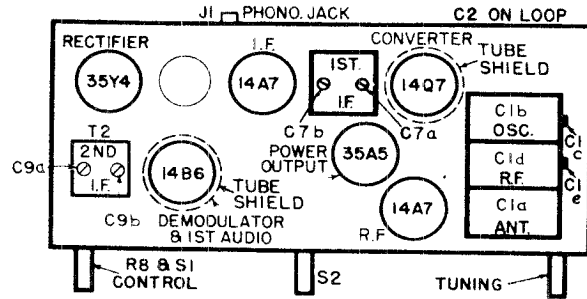 J1 PHONO. JACK
C2 ON LOOP
RECTIFIER
I.F.
CONVERTER
35Y4
14A7
1ST.
I.F.
14Q7
TUBE
SHIELD
C7b
C7a
C1b
OSC.
C1c
T2
2ND
I.F.
C9a
C9b
14B6
TUBE
SHIELD
DEMODULATOR
& 1ST AUDIO
POWER
OUTPUT
35A5
C1d
R.F.
C1e
14A7
R.F
C1a
ANT.
R8 & S1
CONTROL
S2
TUNING